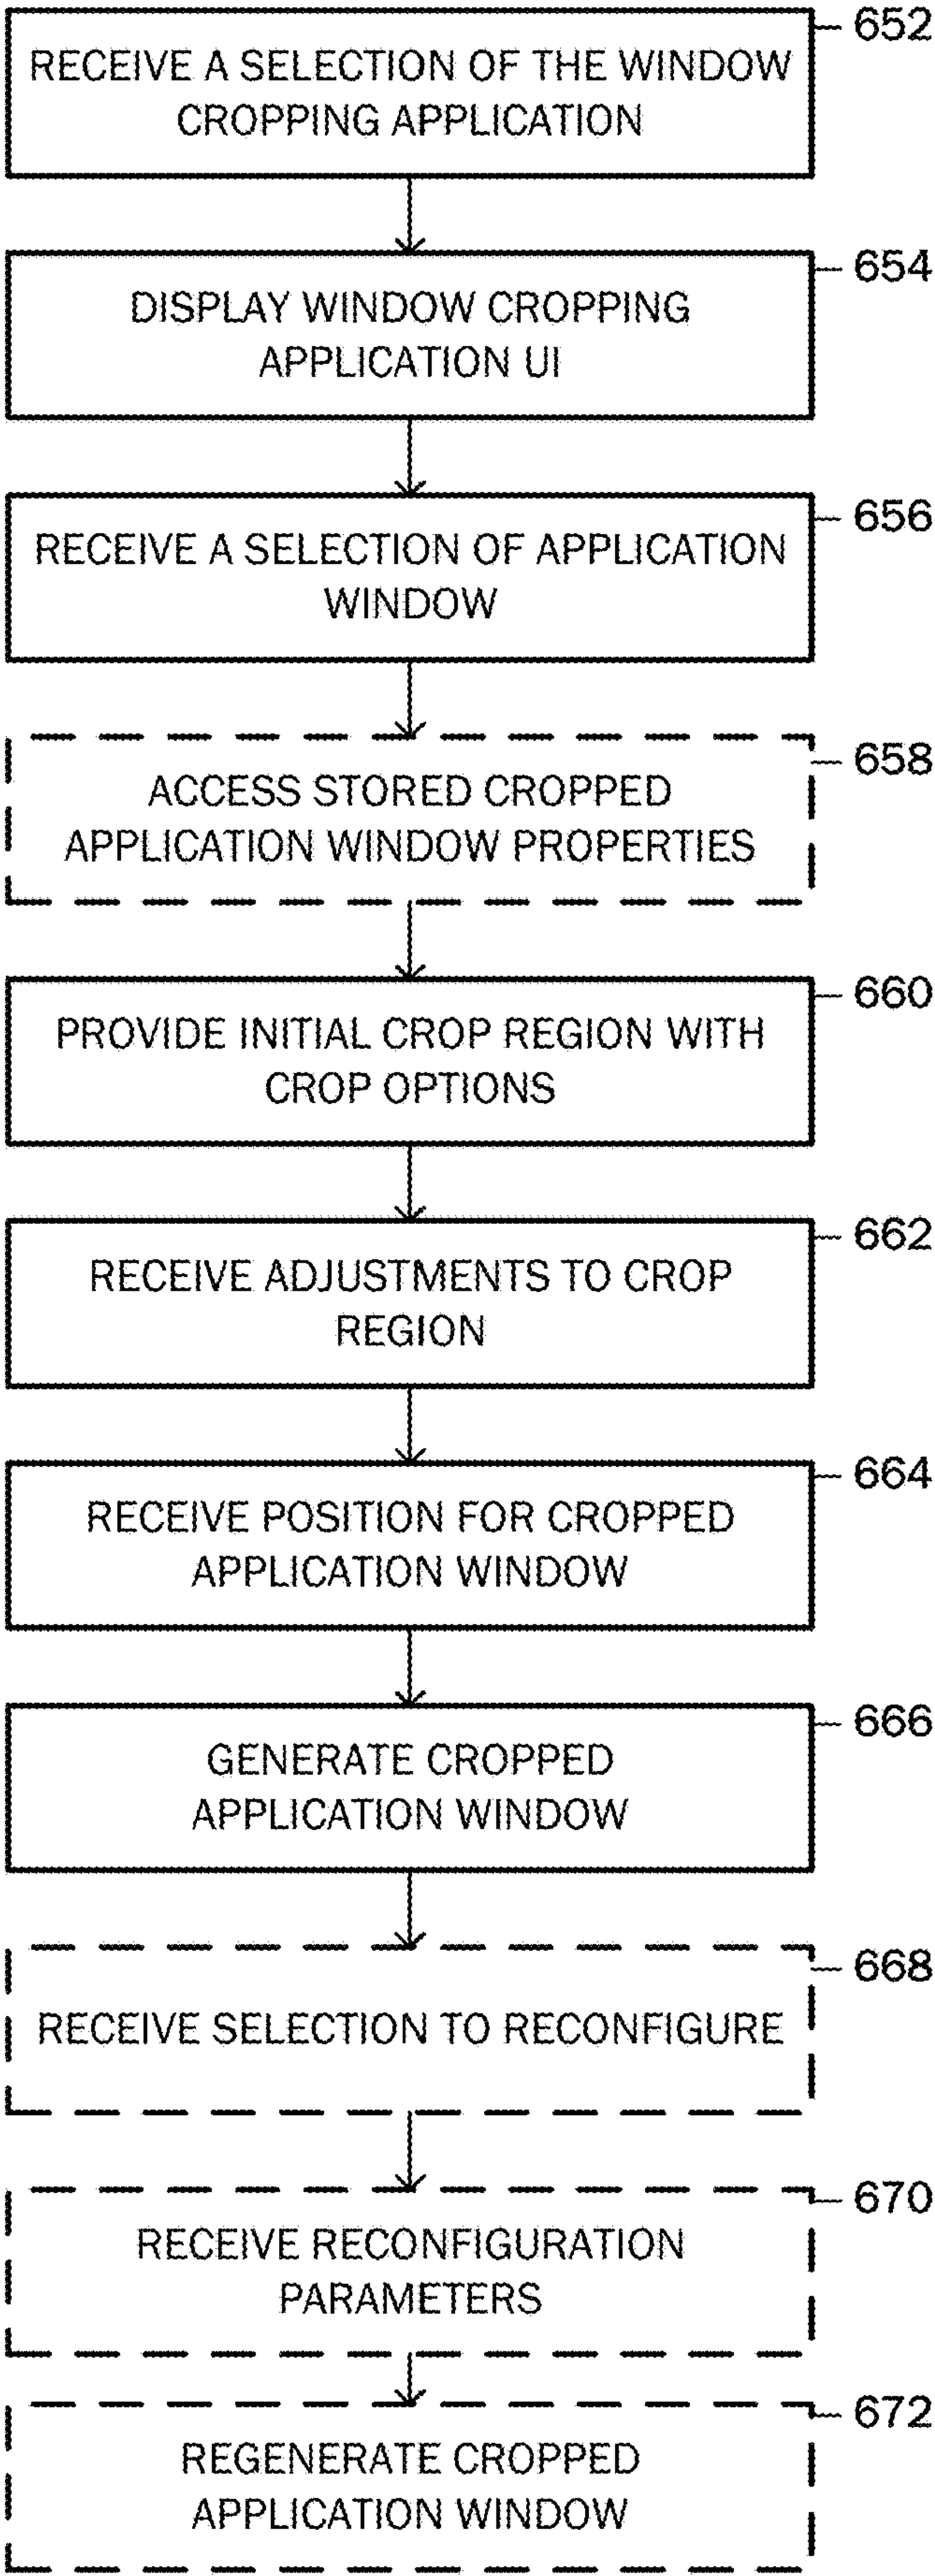 652
RECEIVE A SELECTION OF THE WINDOW
CROPPING APPLICATION
654
DISPLAY WINDOW CROPPING
APPLICATION UI
656
RECEIVE A SELECTION OF APPLICATION
WINDOW
658
ACCESS STORED CROPPED
APPLICATION WINDOW PROPERTIES
660
PROVIDE INITIAL CROP REGION WITH
CROP OPTIONS
662
RECEIVE ADJUSTMENTS TO CROP
REGION
664
RECEIVE POSITION FOR CROPPED
APPLICATION WINDOW
666
GENERATE CROPPED
APPLICATION WINDOW
668
RECEIVE SELECTION TO RECONFIGURE
670
RECEIVE RECONFIGURATION
PARAMETERS
672
REGENERATE CROPPED
APPLICATION WINDOW